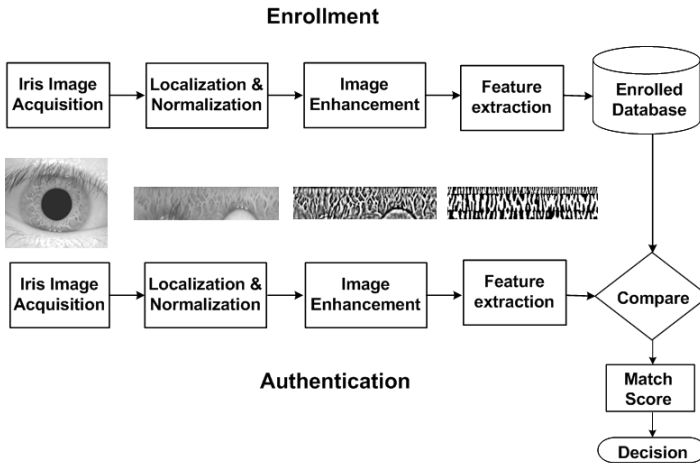 Enrollment
Iris Image
Acquisition
Localization &
Normalization
Image
Enhancement
Feature
extraction
Enrolled
Database
Iris Image
Acquisition
Localization &
Normalization
Image
Enhancement
Feature
extraction
Compare
Authentication
Match
Score
Decision